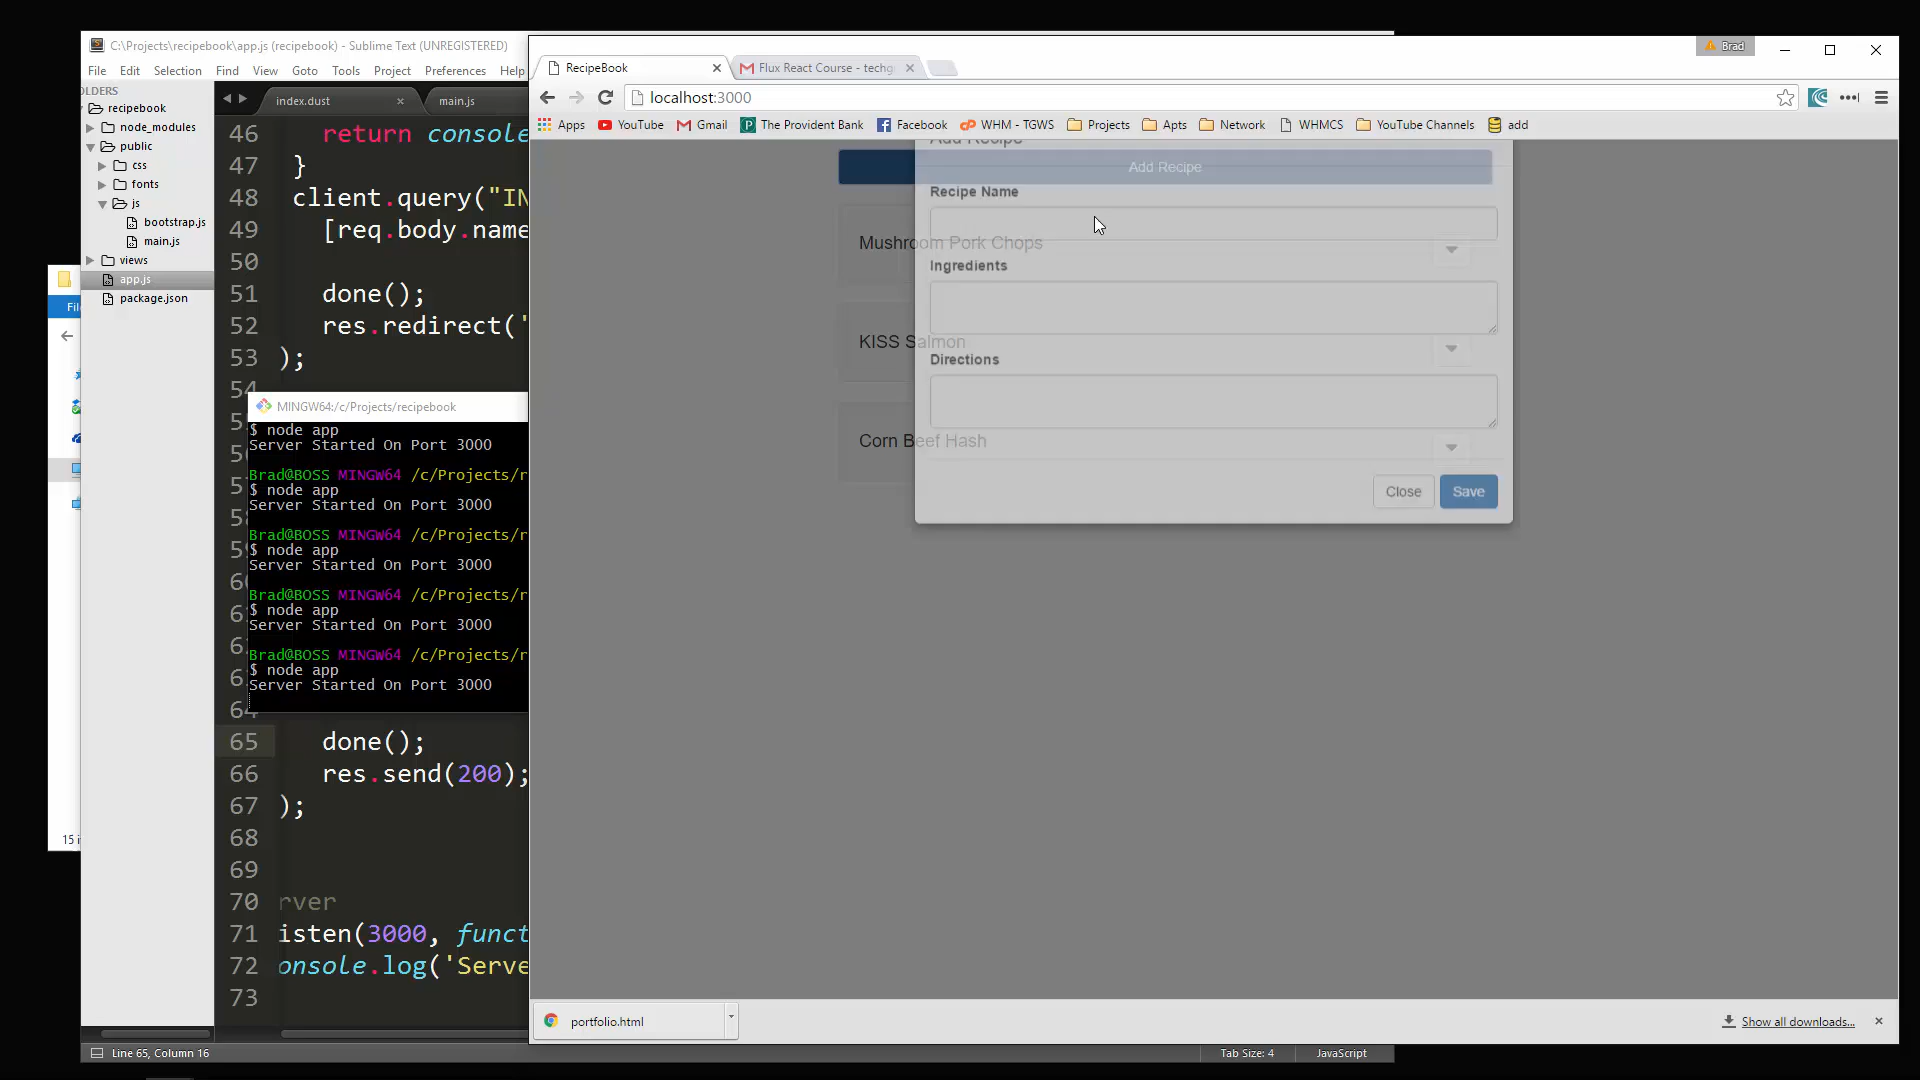 C:\Projects\recipebook\app.js (recipebook) - Sublime Text (UNREGISTERED)
File Edit Selection Find View Goto Tools Project Preferences Help
OLDERS
recipebook
node_modules
public
css
fonts
js
bootstrap.js
main.js
views
app.js
package.json
index.dust
main.js
46 return console
47 }
48 client.query("IN
49 [req.body.name
50
51 done();
52 res.redirect('
53 );
54
65 done();
66 res.send(200);
67 );
68
69
70 rver
71 isten(3000, funct
72 onsole.log('Serve
73
Line 65, Column 16
Tab Size: 4
JavaScript
MINGW64:/c/Projects/recipebook
$ node app
Server Started On Port 3000
Brad@BOSS MINGW64 /c/Projects/r
$ node app
Server Started On Port 3000
Brad@BOSS MINGW64 /c/Projects/r
$ node app
Server Started On Port 3000
Brad@BOSS MINGW64 /c/Projects/r
$ node app
Server Started On Port 3000
Brad@BOSS MINGW64 /c/Projects/r
$ node app
Server Started On Port 3000
Brad
RecipeBook
Flux React Course - techg
localhost:3000
Apps YouTube Gmail The Provident Bank Facebook WHM - TGWS Projects Apts Network WHMCS YouTube Channels add
Add Recipe
Add Recipe
Recipe Name
Mushroom Pork Chops
Ingredients
KISS Salmon
Directions
Corn Beef Hash
Close Save
portfolio.html
Show all downloads...